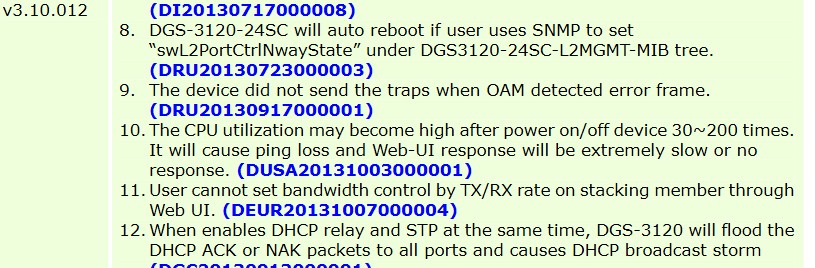 v3.10.012
(DI20130717000008)
8. DGS-3120-24SC will auto reboot if user uses SNMP to set
“swL2PortCtrlNwayState” under DGS3120-24SC-L2MGMT-MIB tree.
(DRU20130723000003)
9. The device did not send the traps when OAM detected error frame.
(DRU20130917000001)
10. The CPU utilization may become high after power on/off device 30~200 times.
It will cause ping loss and Web-UI response will be extremely slow or no
response. (DUSA20131003000001)
11. User cannot set bandwidth control by TX/RX rate on stacking member through
Web UI. (DEUR20131007000004)
12. When enables DHCP relay and STP at the same time, DGS-3120 will flood the
DHCP ACK or NAK packets to all ports and causes DHCP broadcast storm